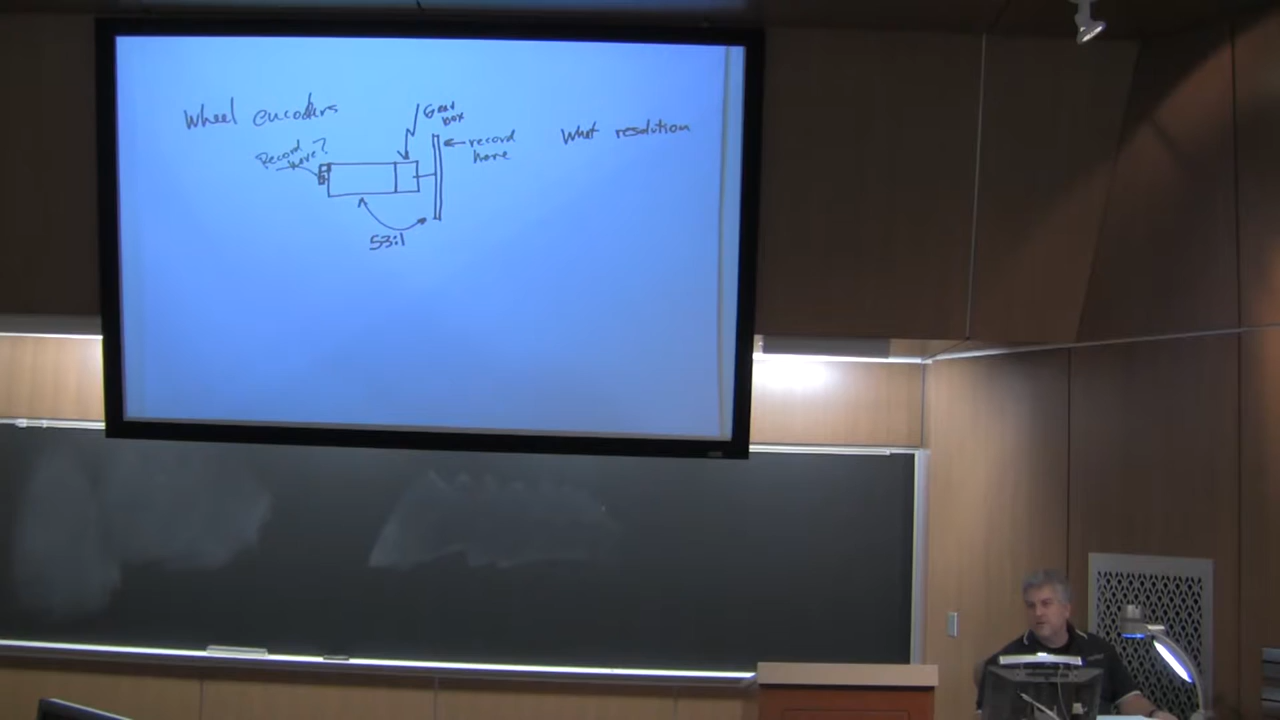 Wheel encoders
Gear
box
Record
here?
record
here
What resolution
53:1